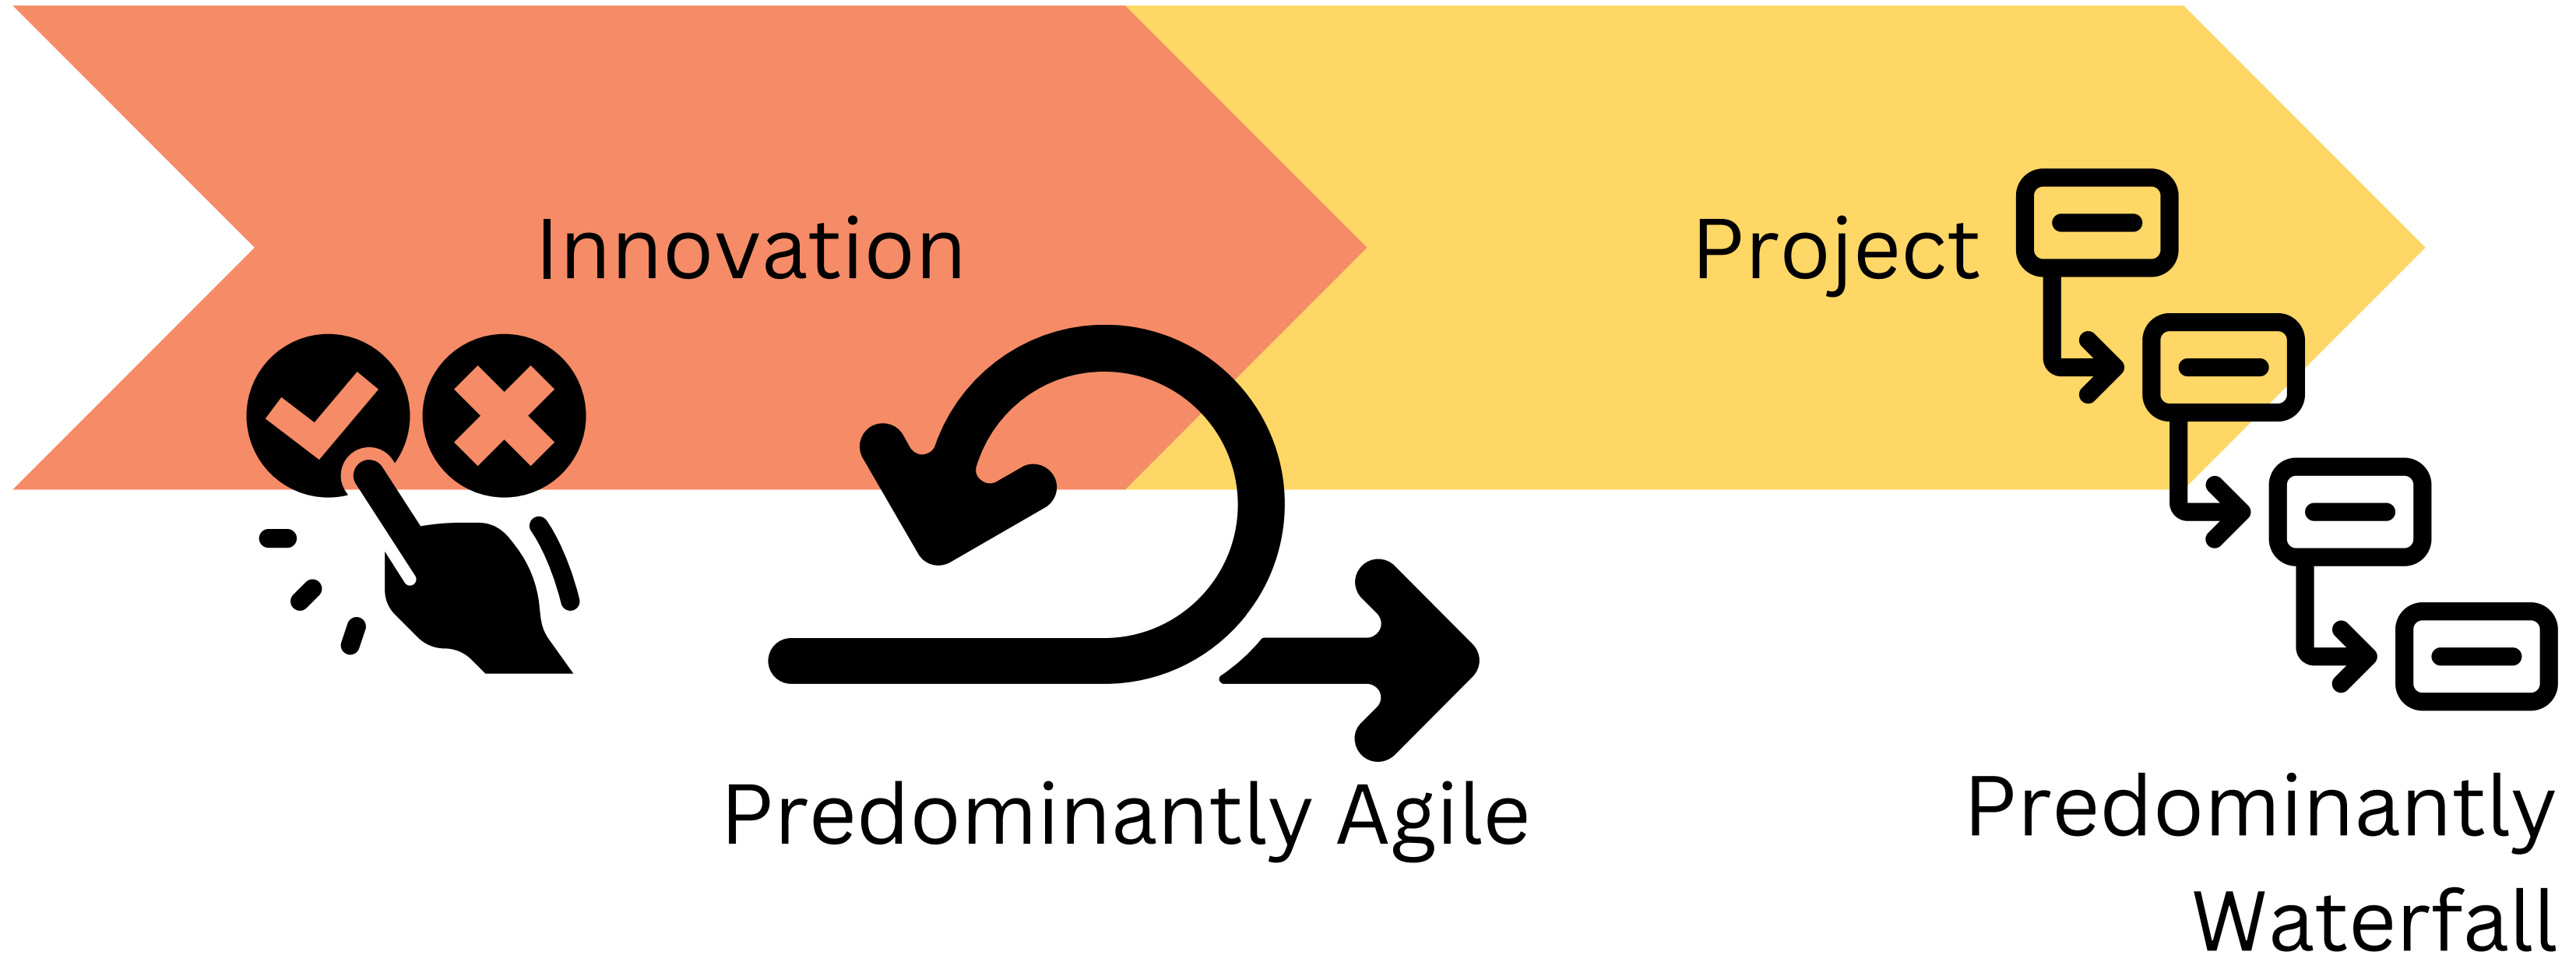 Innovation
Project
Predominantly Agile
Predominantly
Waterfall